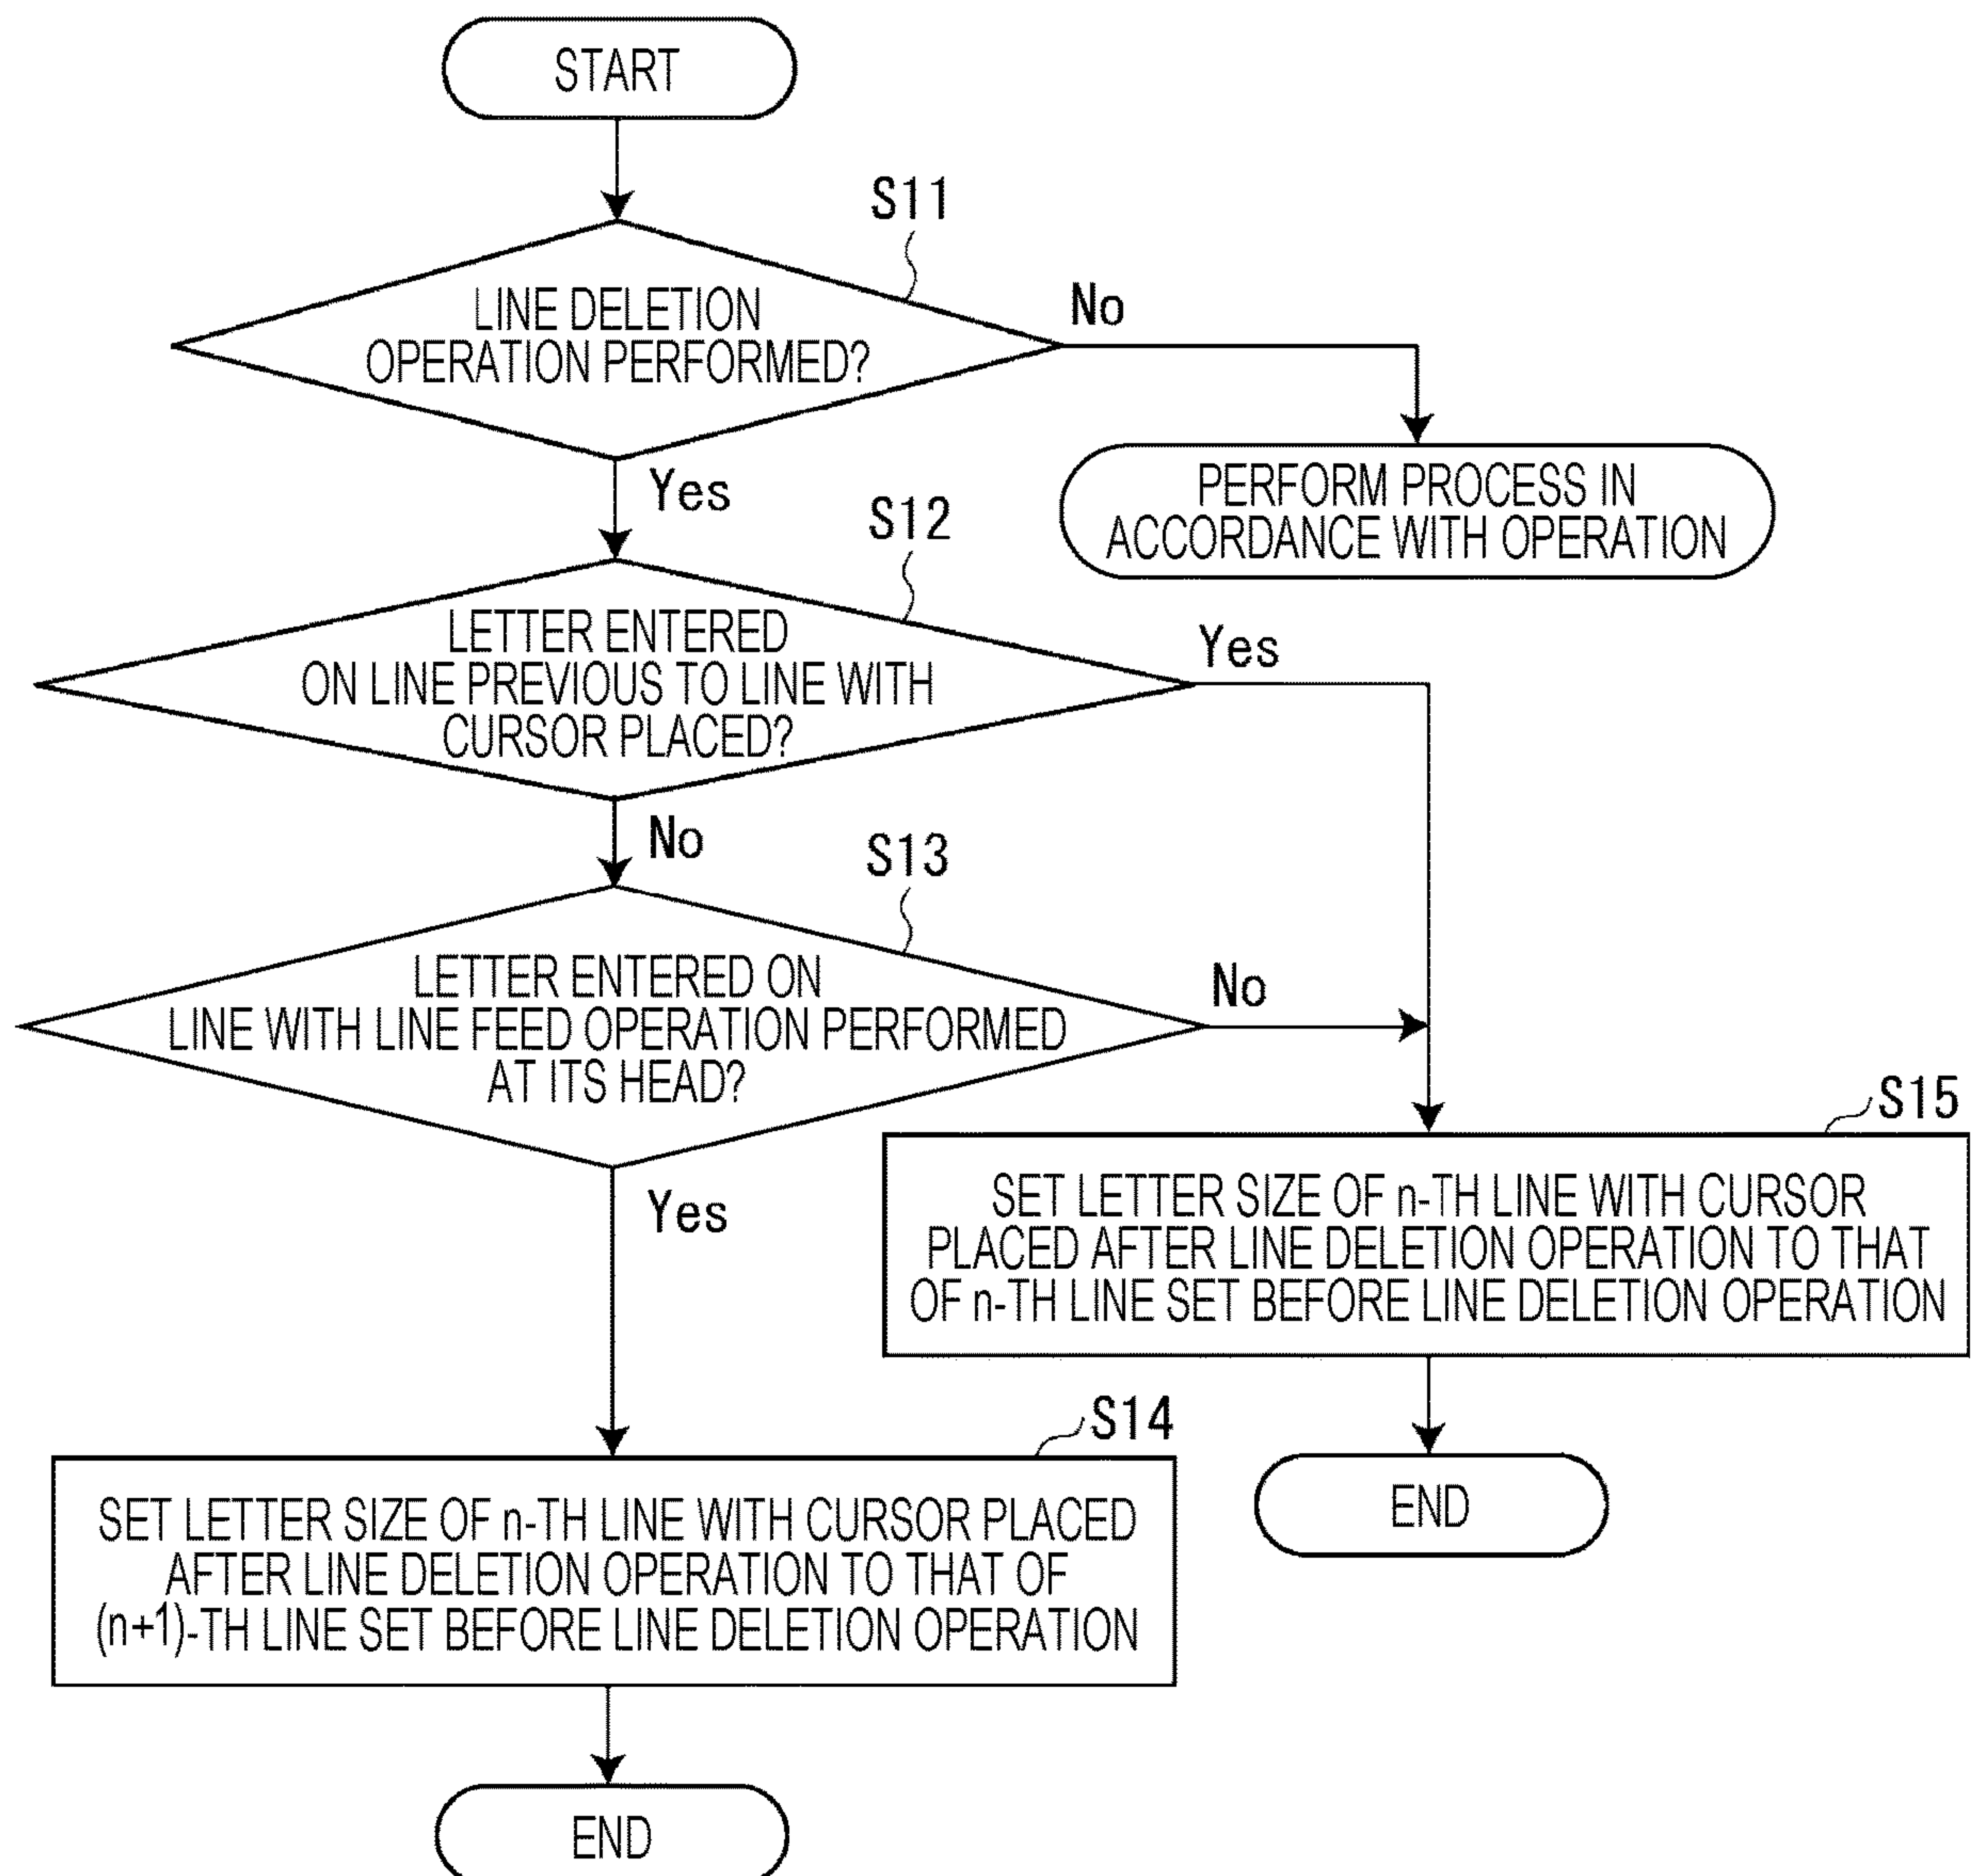 START
S11
LINE DELETION
OPERATION PERFORMED?
No
PERFORM PROCESS IN
ACCORDANCE WITH OPERATION
Yes
S12
LETTER ENTERED
ON LINE PREVIOUS TO LINE WITH
CURSOR PLACED?
Yes
No
S13
LETTER ENTERED ON
LINE WITH LINE FEED OPERATION PERFORMED
AT ITS HEAD?
No
Yes
S15
SET LETTER SIZE OF n-TH LINE WITH CURSOR
PLACED AFTER LINE DELETION OPERATION TO THAT
OF n-TH LINE SET BEFORE LINE DELETION OPERATION
END
S14
SET LETTER SIZE OF n-TH LINE WITH CURSOR PLACED
AFTER LINE DELETION OPERATION TO THAT OF
(n+1)-TH LINE SET BEFORE LINE DELETION OPERATION
END